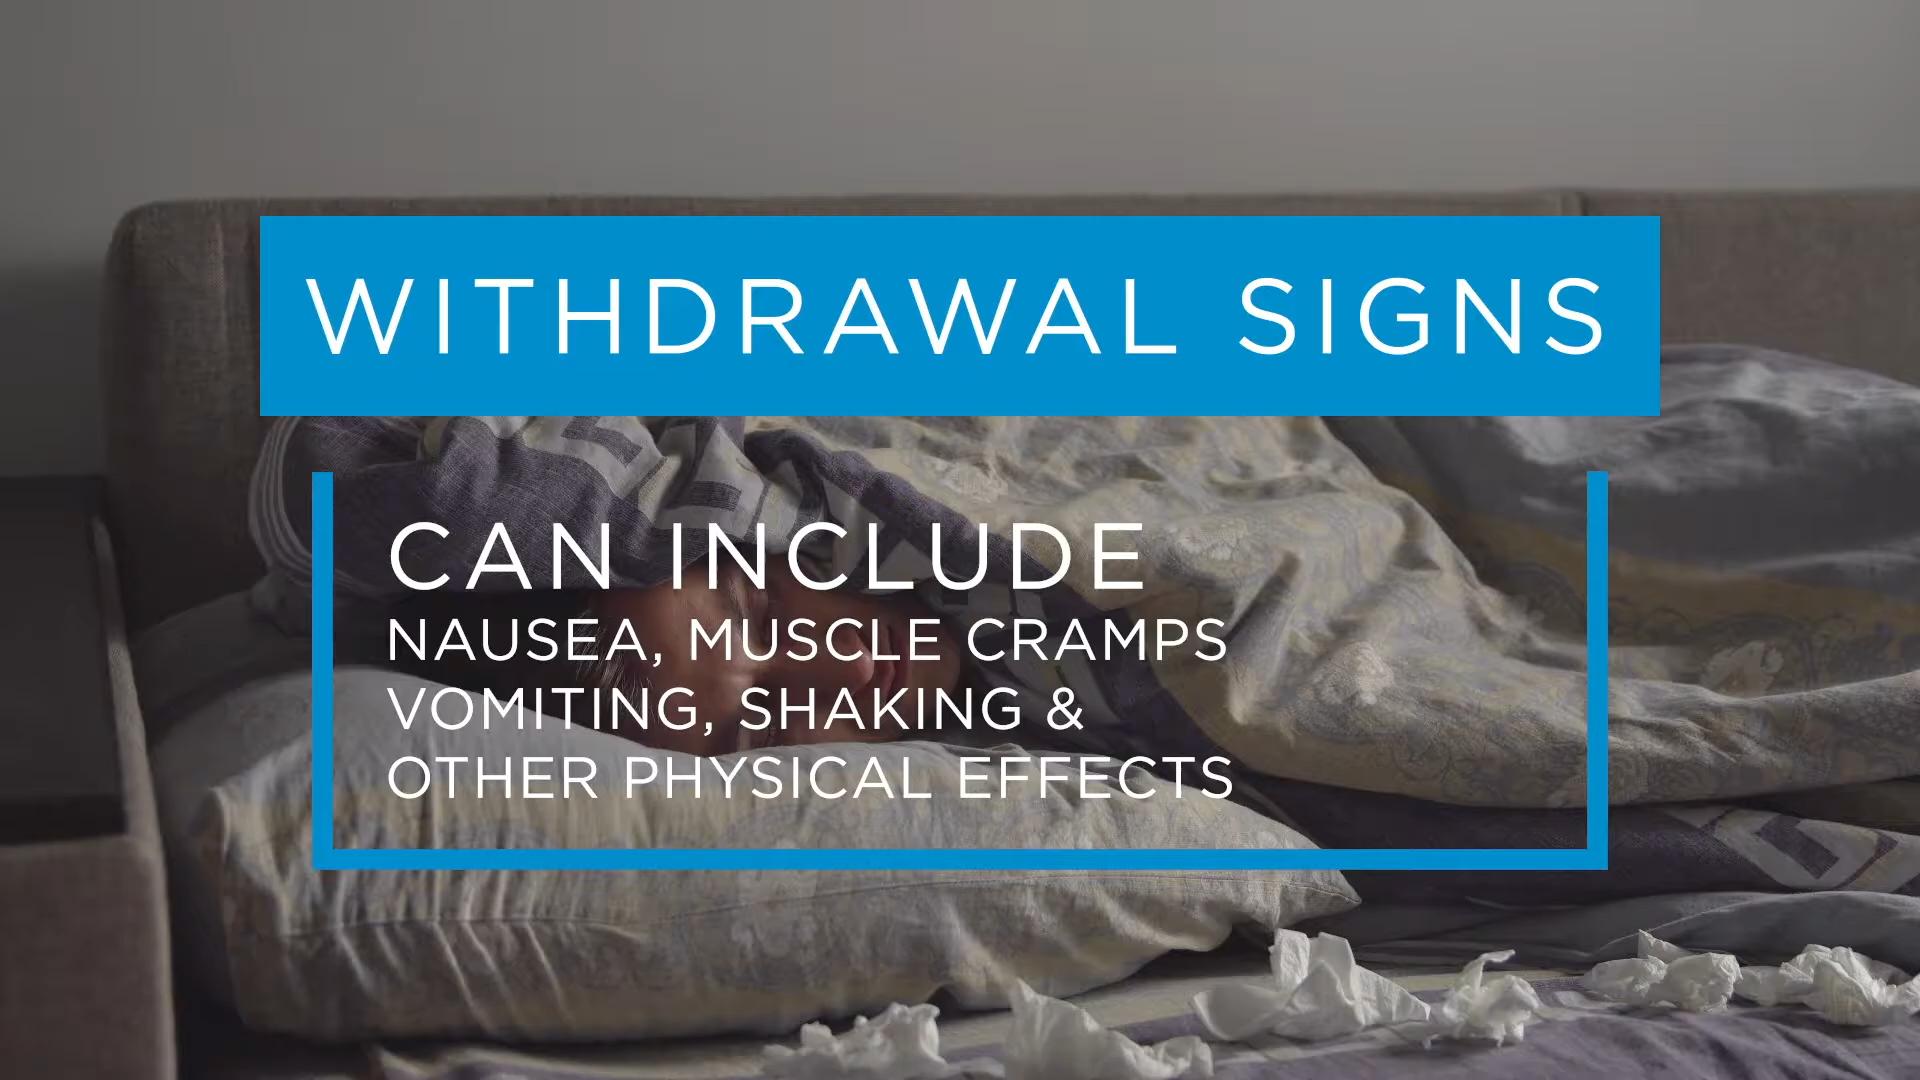 WITHDRAWAL SIGNS
CAN INCLUDE
NAUSEA, MUSCLE CRAMPS
VOMITING, SHAKING &
OTHER PHYSICAL EFFECTS